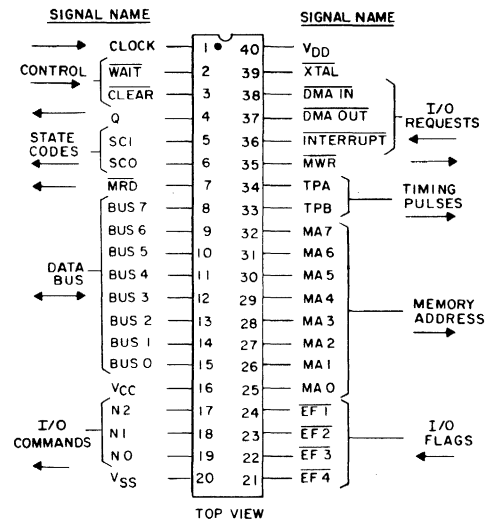 SIGNAL NAME SIGNAL NAME
CLOCK 1 40 VDD
CONTROL WAIT 2 39 XTAL
CLEAR 3 38 DMA IN
Q 4 37 DMA OUT I/O REQUESTS
STATE CODES SC1 5 36 INTERRUPT
SC0 6 35 MWR
MRD 7 34 TPA TIMING PULSES
BUS 7 8 33 TPB
BUS 6 9 32 MA7
BUS 5 10 31 MA6
DATA BUS BUS 4 11 30 MA5
BUS 3 12 29 MA4 MEMORY ADDRESS
BUS 2 13 28 MA3
BUS 1 14 27 MA2
BUS 0 15 26 MA1
VCC 16 25 MA0
I/O COMMANDS N2 17 24 EF1
N1 18 23 EF2 I/O FLAGS
N0 19 22 EF3
VSS 20 21 EF4
TOP VIEW